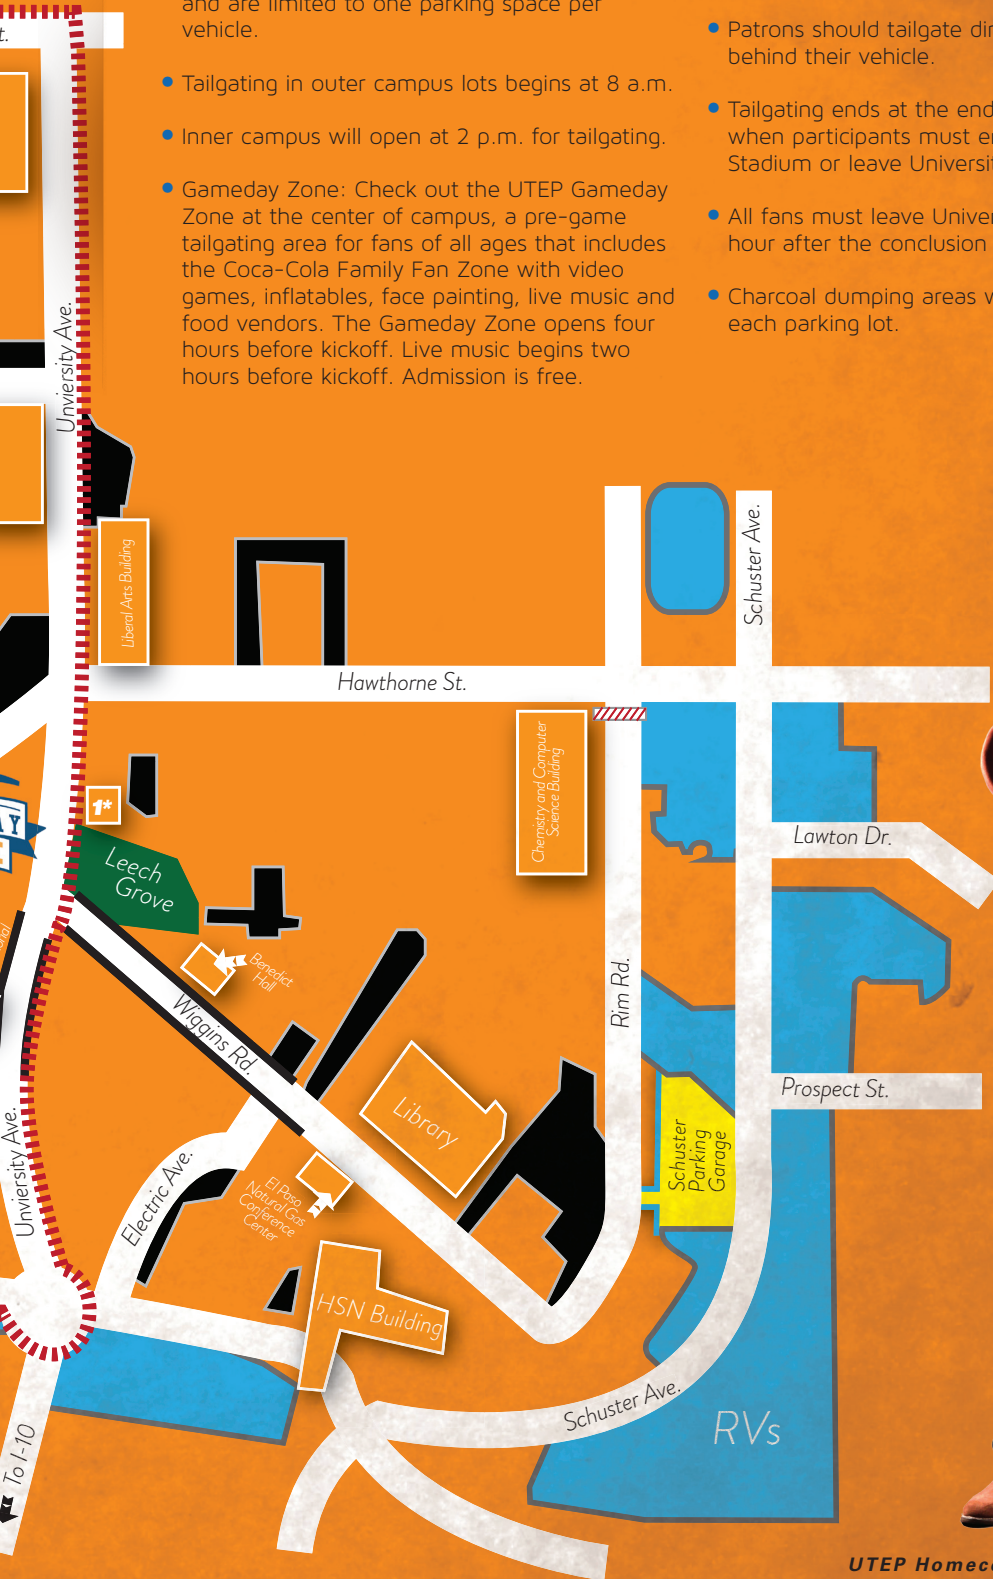 and are limited to one parking space per
vehicle.
• Tailgating in outer campus lots begins at 8 a.m.
• Inner campus will open at 2 p.m. for tailgating.
• Gameday Zone: Check out the UTEP Gameday
Zone at the center of campus, a pre-game
tailgating area for fans of all ages that includes
the Coca-Cola Family Fan Zone with video
games, inflatables, face painting, live music and
food vendors. The Gameday Zone opens four
hours before kickoff. Live music begins two
hours before kickoff. Admission is free.
• Patrons should tailgate
behind their vehicle.
• Tailgating ends at the end
when participants must
Stadium or leave
• All fans must leave
hour after the conclusion
• Charcoal dumping areas
each parking lot.
Unviersity Ave.
Liberal Arts Building
Schuster Ave.
Hawthorne St.
Chemistry and Computer
Science Building
1*
Leech
Grove
Lawton Dr.
Benedict
Hall
Wiggins Rd.
Rim Rd.
Prospect St.
Library
Schuster
Parking
Garage
Unviersity Ave.
Electric Ave.
El Paso
Natural Gas
Conference
Center
HSN Building
Schuster Ave.
RVs
To I-10
UTEP